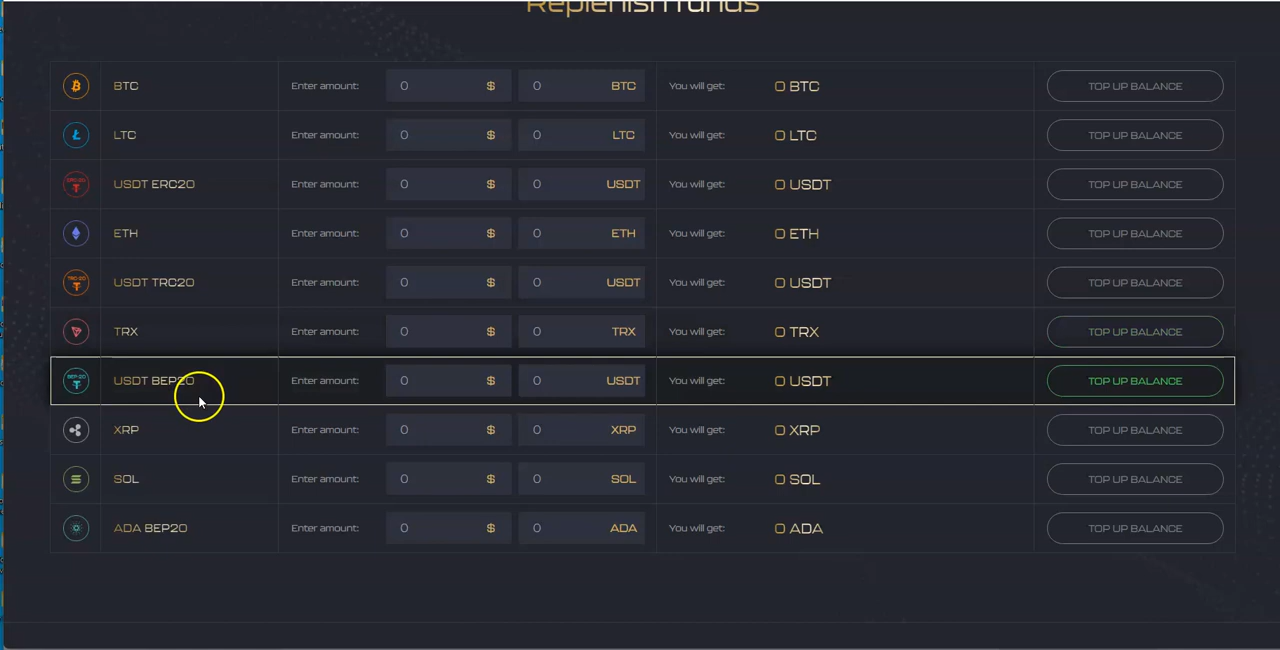 Replenish funds
BTC Enter amount: 0 $ 0 BTC You will get: 0 BTC TOP UP BALANCE
LTC Enter amount: 0 $ 0 LTC You will get: 0 LTC TOP UP BALANCE
USDT ERC20 Enter amount: 0 $ 0 USDT You will get: 0 USDT TOP UP BALANCE
ETH Enter amount: 0 $ 0 ETH You will get: 0 ETH TOP UP BALANCE
TRC-20 USDT TRC20 Enter amount: 0 $ 0 USDT You will get: 0 USDT TOP UP BALANCE
TRX Enter amount: 0 $ 0 TRX You will get: 0 TRX TOP UP BALANCE
BEP-20 USDT BEP20 Enter amount: 0 $ 0 USDT You will get: 0 USDT TOP UP BALANCE
XRP Enter amount: 0 $ 0 XRP You will get: 0 XRP TOP UP BALANCE
SOL Enter amount: 0 $ 0 SOL You will get: 0 SOL TOP UP BALANCE
ADA BEP20 Enter amount: 0 $ 0 ADA You will get: 0 ADA TOP UP BALANCE